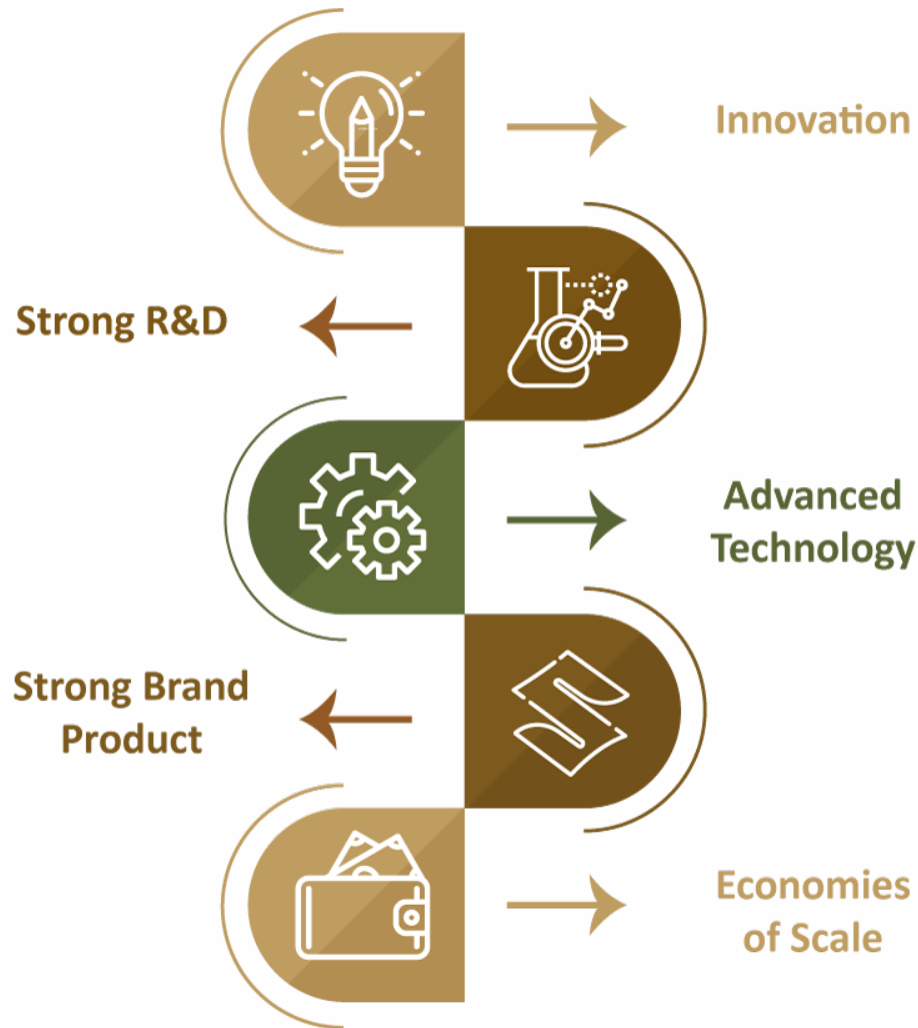 Innovation
Strong R&D
Advanced
Technology
Strong Brand
Product
Economies
of Scale